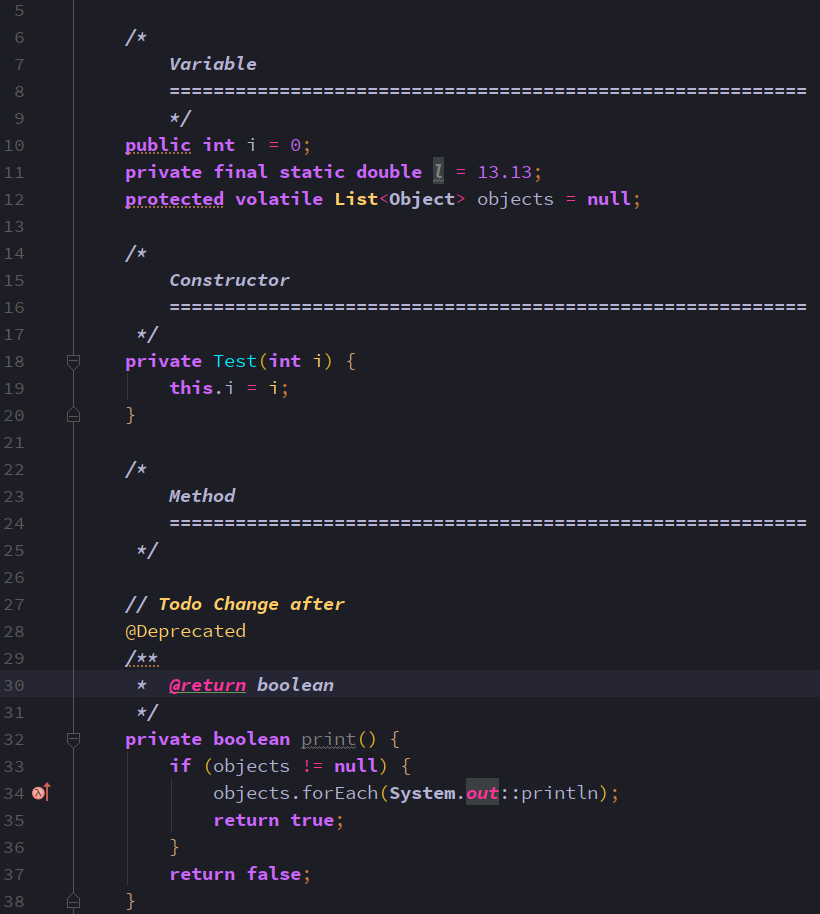 5
6 /*
7 Variable
8 ==========================================================
9 */
10 public int i = 0;
11 private final static double l = 13.13;
12 protected volatile List<Object> objects = null;
13
14 /*
15 Constructor
16 ==========================================================
17 */
18 private Test(int i) {
19 this.i = i;
20 }
21
22 /*
23 Method
24 ==========================================================
25 */
26
27 // Todo Change after
28 @Deprecated
29 /**
30 * @return boolean
31 */
32 private boolean print() {
33 if (objects != null) {
34 objects.forEach(System.out::println);
35 return true;
36 }
37 return false;
38 }